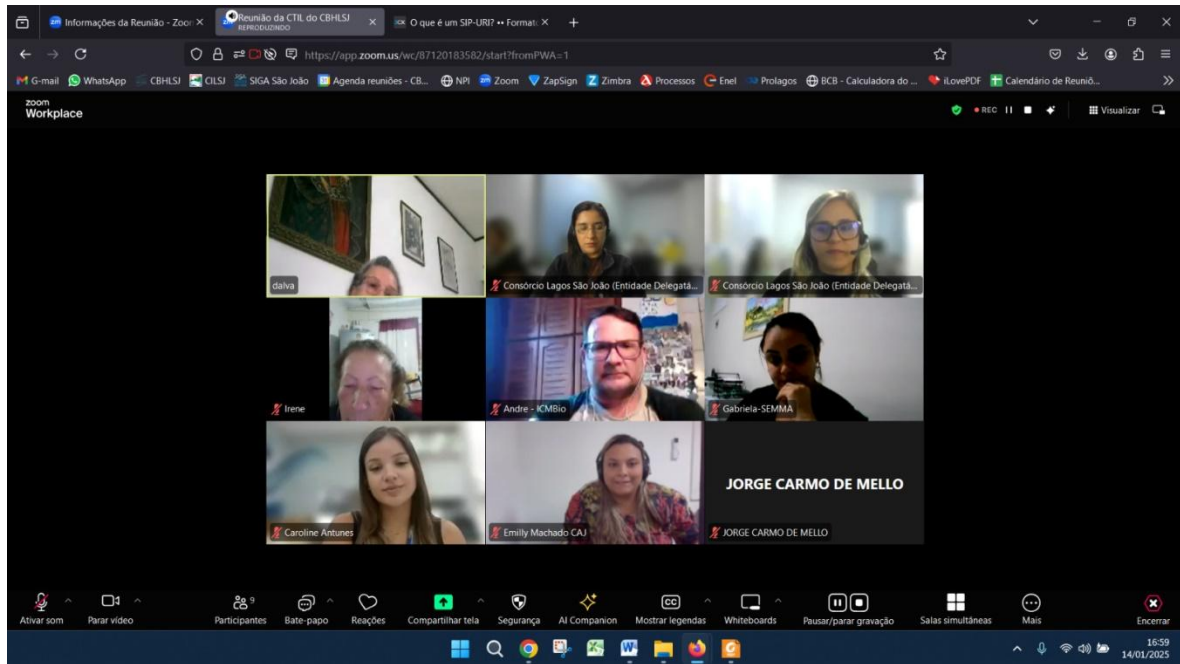 Informações da Reunião - Zoom
Reunião da CTIL do CBHLSJ
REPRODUZINDO
O que é um SIP-URI? •• Formato
https://app.zoom.us/wc/87120183582/start?fromPWA=1
G-mail
WhatsApp
CBHLSJ
CILSJ
SIGA São João
Agenda reuniões - CB...
NPI
Zoom
ZapSign
Zimbra
Processos
Enel
Prolagos
BCB - Calculadora do ...
iLovePDF
Calendário de Reuniõ...
zoom
Workplace
REC
Visualizar
dalva
Consórcio Lagos São João (Entidade Delegatá...
Consórcio Lagos São João (Entidade Delegatá...
Irene
Andre - ICMBio
Gabriela-SEMMA
Caroline Antunes
Emilly Machado CAJ
JORGE CARMO DE MELLO
JORGE CARMO DE MELLO
Ativar som
Parar vídeo
9
Participantes
Bate-papo
Reações
Compartilhar tela
Segurança
AI Companion
CC
Mostrar legendas
Whiteboards
Pausar/parar gravação
Salas simultâneas
Mais
Encerrar
16:59
14/01/2025